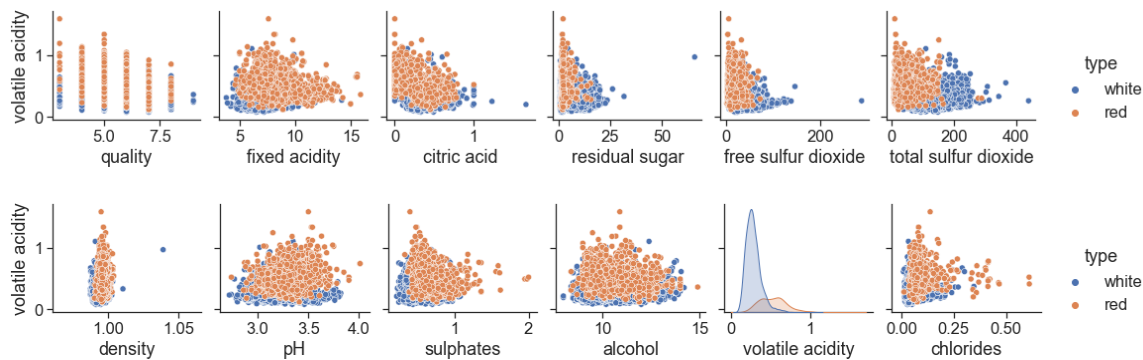 volatile acidity
1
0
5.0 7.5
5 10 15
0 1
0 25 50
0 200
0 200 400
quality
fixed acidity
citric acid
residual sugar
free sulfur dioxide
total sulfur dioxide
type
white
red
volatile acidity
1
0
1.00 1.05
3.0 3.5 4.0
1 2
10 15
0 1
0.00 0.25 0.50
density
pH
sulphates
alcohol
volatile acidity
chlorides
type
white
red